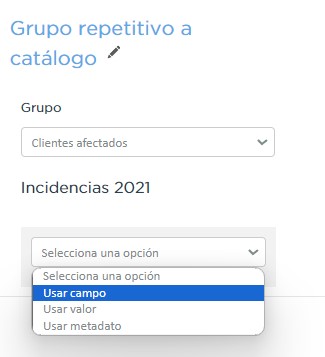 Grupo repetitivo a
catálogo
Grupo
Clientes afectados
Incidencias 2021
Selecciona una opción
Selecciona una opción
Usar campo
Usar valor
Usar metadato